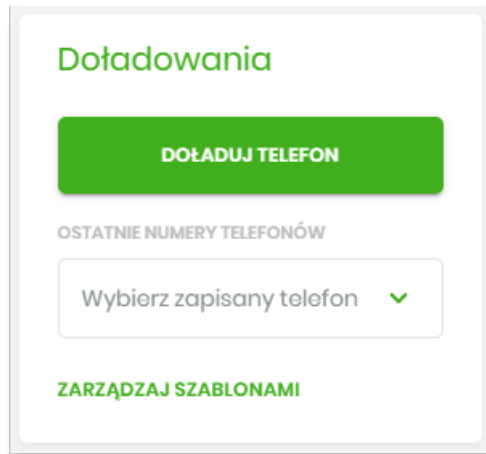 Doładowania
DOŁADUJ TELEFON
OSTATNIE NUMERY TELEFONÓW
Wybierz zapisany telefon
ZARZĄDZAJ SZABLONAMI